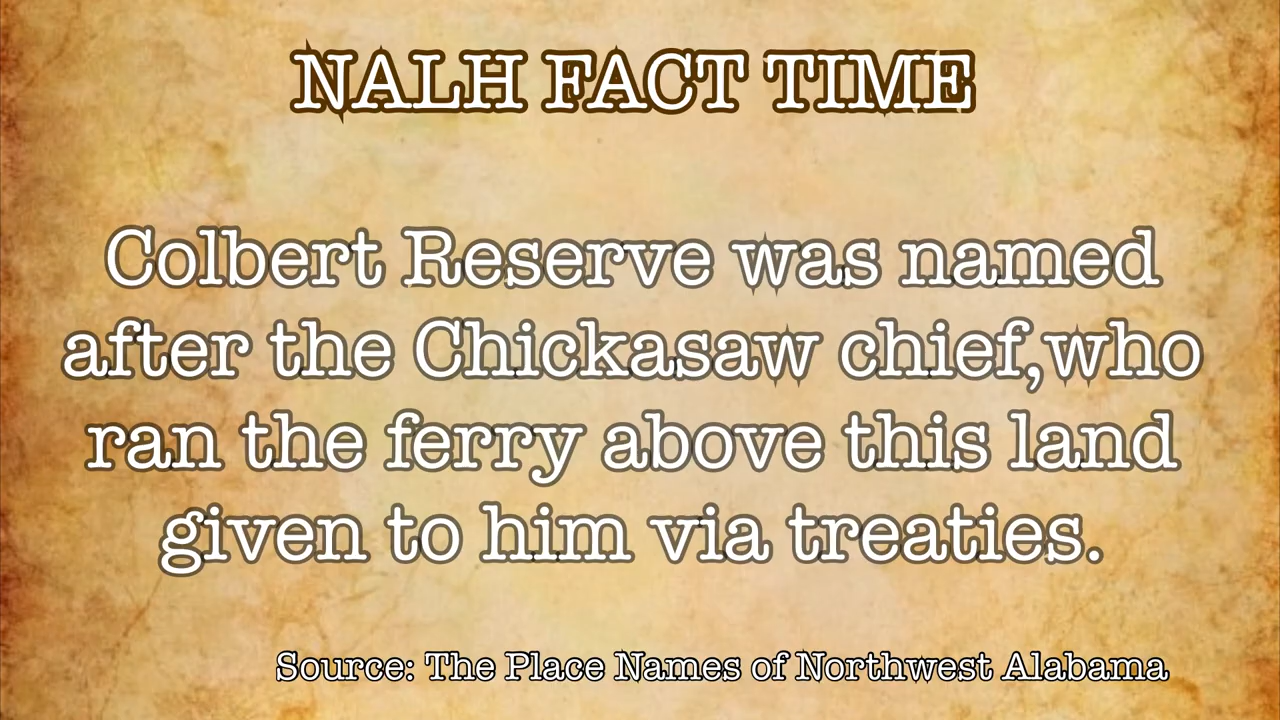 NALH FACT TIME
Colbert Reserve was named
after the Chickasaw chief,who
ran the ferry above this land
given to him via treaties.
Source: The Place Names of Northwest Alabama